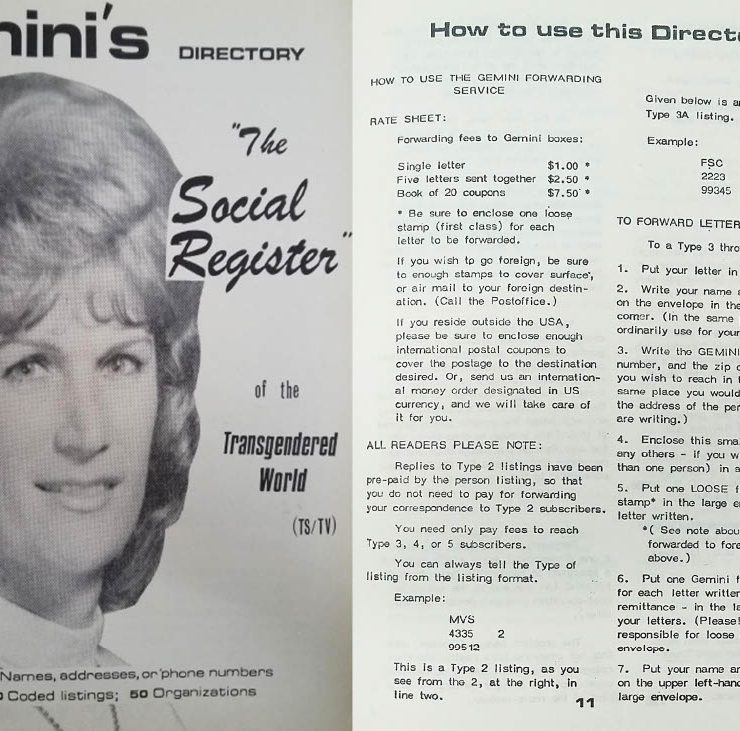 mini's DIRECTORY
"The
Social
Register"
of the
Transgendered
World
(TS/TV)
Names, addresses, or 'phone numbers
0 Coded listings; 50 Organizations
How to use this Directo
HOW TO USE THE GEMINI FORWARDING
SERVICE
RATE SHEET:
Forwarding fees to Gemini boxes:
Single letter $1.00 *
Five letters sent together $2.50 *
Book of 20 coupons $7.50 *
* Be sure to enclose one loose
stamp (first class) for each
letter to be forwarded.
If you wish to go foreign, be sure
to enough stamps to cover surface,
or air mail to your foreign destin-
ation. (Call the Postoffice.)
If you reside outside the USA,
please be sure to enclose enough
international postal coupons to
cover the postage to the destination
desired. Or, send us an internation-
al money order designated in US
currency, and we will take care of
it for you.
ALL READERS PLEASE NOTE:
Replies to Type 2 listings have been
pre-paid by the person listing, so that
you do not need to pay for forwarding
your correspondence to Type 2 subscribers.
You need only pay fees to reach
Type 3, 4, or 5 subscribers.
You can always tell the Type of
listing from the listing format.
Example:
MVS
4335 2
99512
This is a Type 2 listing, as you
see from the 2, at the right, in
line two.
11
Given below is a
Type 3A listing.
Example:
FSC
2223
99345
TO FORWARD LETTER
To a Type 3 thro
1. Put your letter in
2. Write your name a
on the envelope in the
corner. (In the same
ordinarily use for your
3. Write the GEMINI
number, and the zip c
you wish to reach in t
same place you would
the address of the per
are writing.)
4. Enclose this sma
any others - if you w
than one person) in a
5. Put one LOOSE f
stamp* in the large e
letter written.
*( See note abou
forwarded to fore
above.)
6. Put one Gemini f
for each letter written
remittance - in the la
your letters. (Please!
responsible for loose
envelope.
7. Put your name an
on the upper left-hand
large envelope.